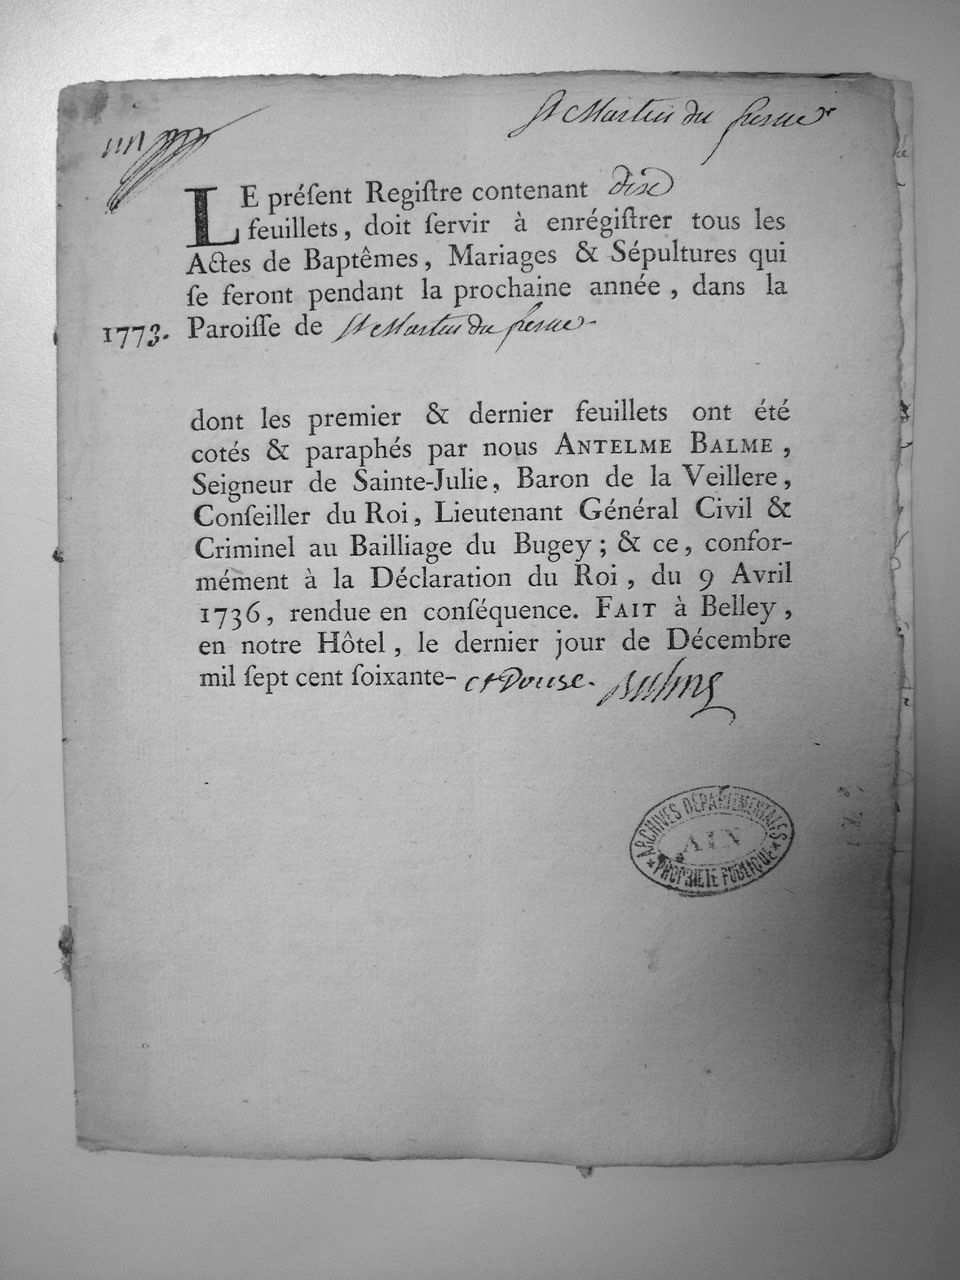 St Martin du fresne
LE préſent Regiſtre contenant dise
feuillets, doit ſervir à enrégiſtrer tous les
Actes de Baptêmes, Mariages & Sépultures qui
ſe feront pendant la prochaine année, dans la
1773. Paroiſſe de St Martin du fresne.
dont les premier & dernier feuillets ont été
cotés & paraphés par nous ANTELME BALME,
Seigneur de Sainte-Julie, Baron de la Veillere,
Conſeiller du Roi, Lieutenant Général Civil &
Criminel au Bailliage du Bugey; & ce, confor-
mément à la Déclaration du Roi, du 9 Avril
1736, rendue en conſéquence. FAIT à Belley,
en notre Hôtel, le dernier jour de Décembre
mil ſept cent ſoixante- et Douse.
ARCHIVES DÉPARTEMENTALES
AIN
PROPRIÉTÉ PUBLIQUE